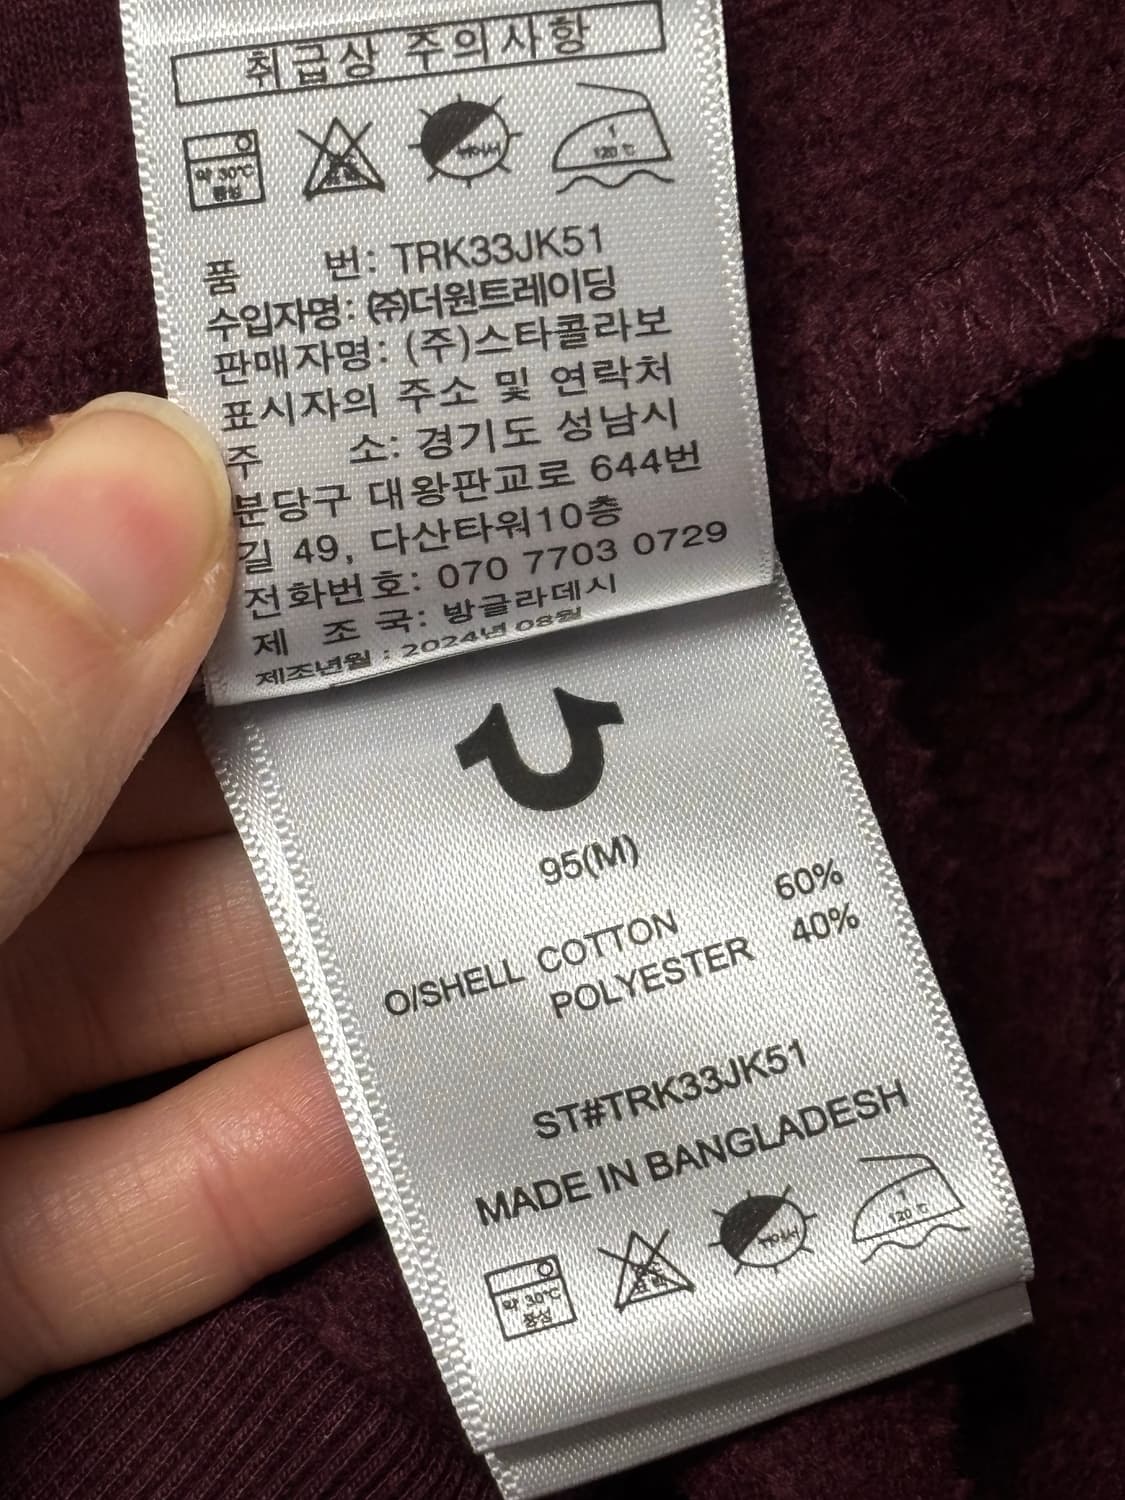 취급상 주의사항
약 30℃
중성
1
120℃
품 번: TRK33JK51
수입자명: (주)더원트레이딩
판매자명: (주)스타콜라보
표시자의 주소 및 연락처
주 소: 경기도 성남시
분당구 대왕판교로 644번
길 49, 다산타워10층
전화번호: 070 7703 0729
제 조 국: 방글라데시
제조년월 : 2024년 08월
95(M)
O/SHELL COTTON 60%
POLYESTER 40%
ST#TRK33JK51
MADE IN BANGLADESH
약 30℃
중성
1
120℃